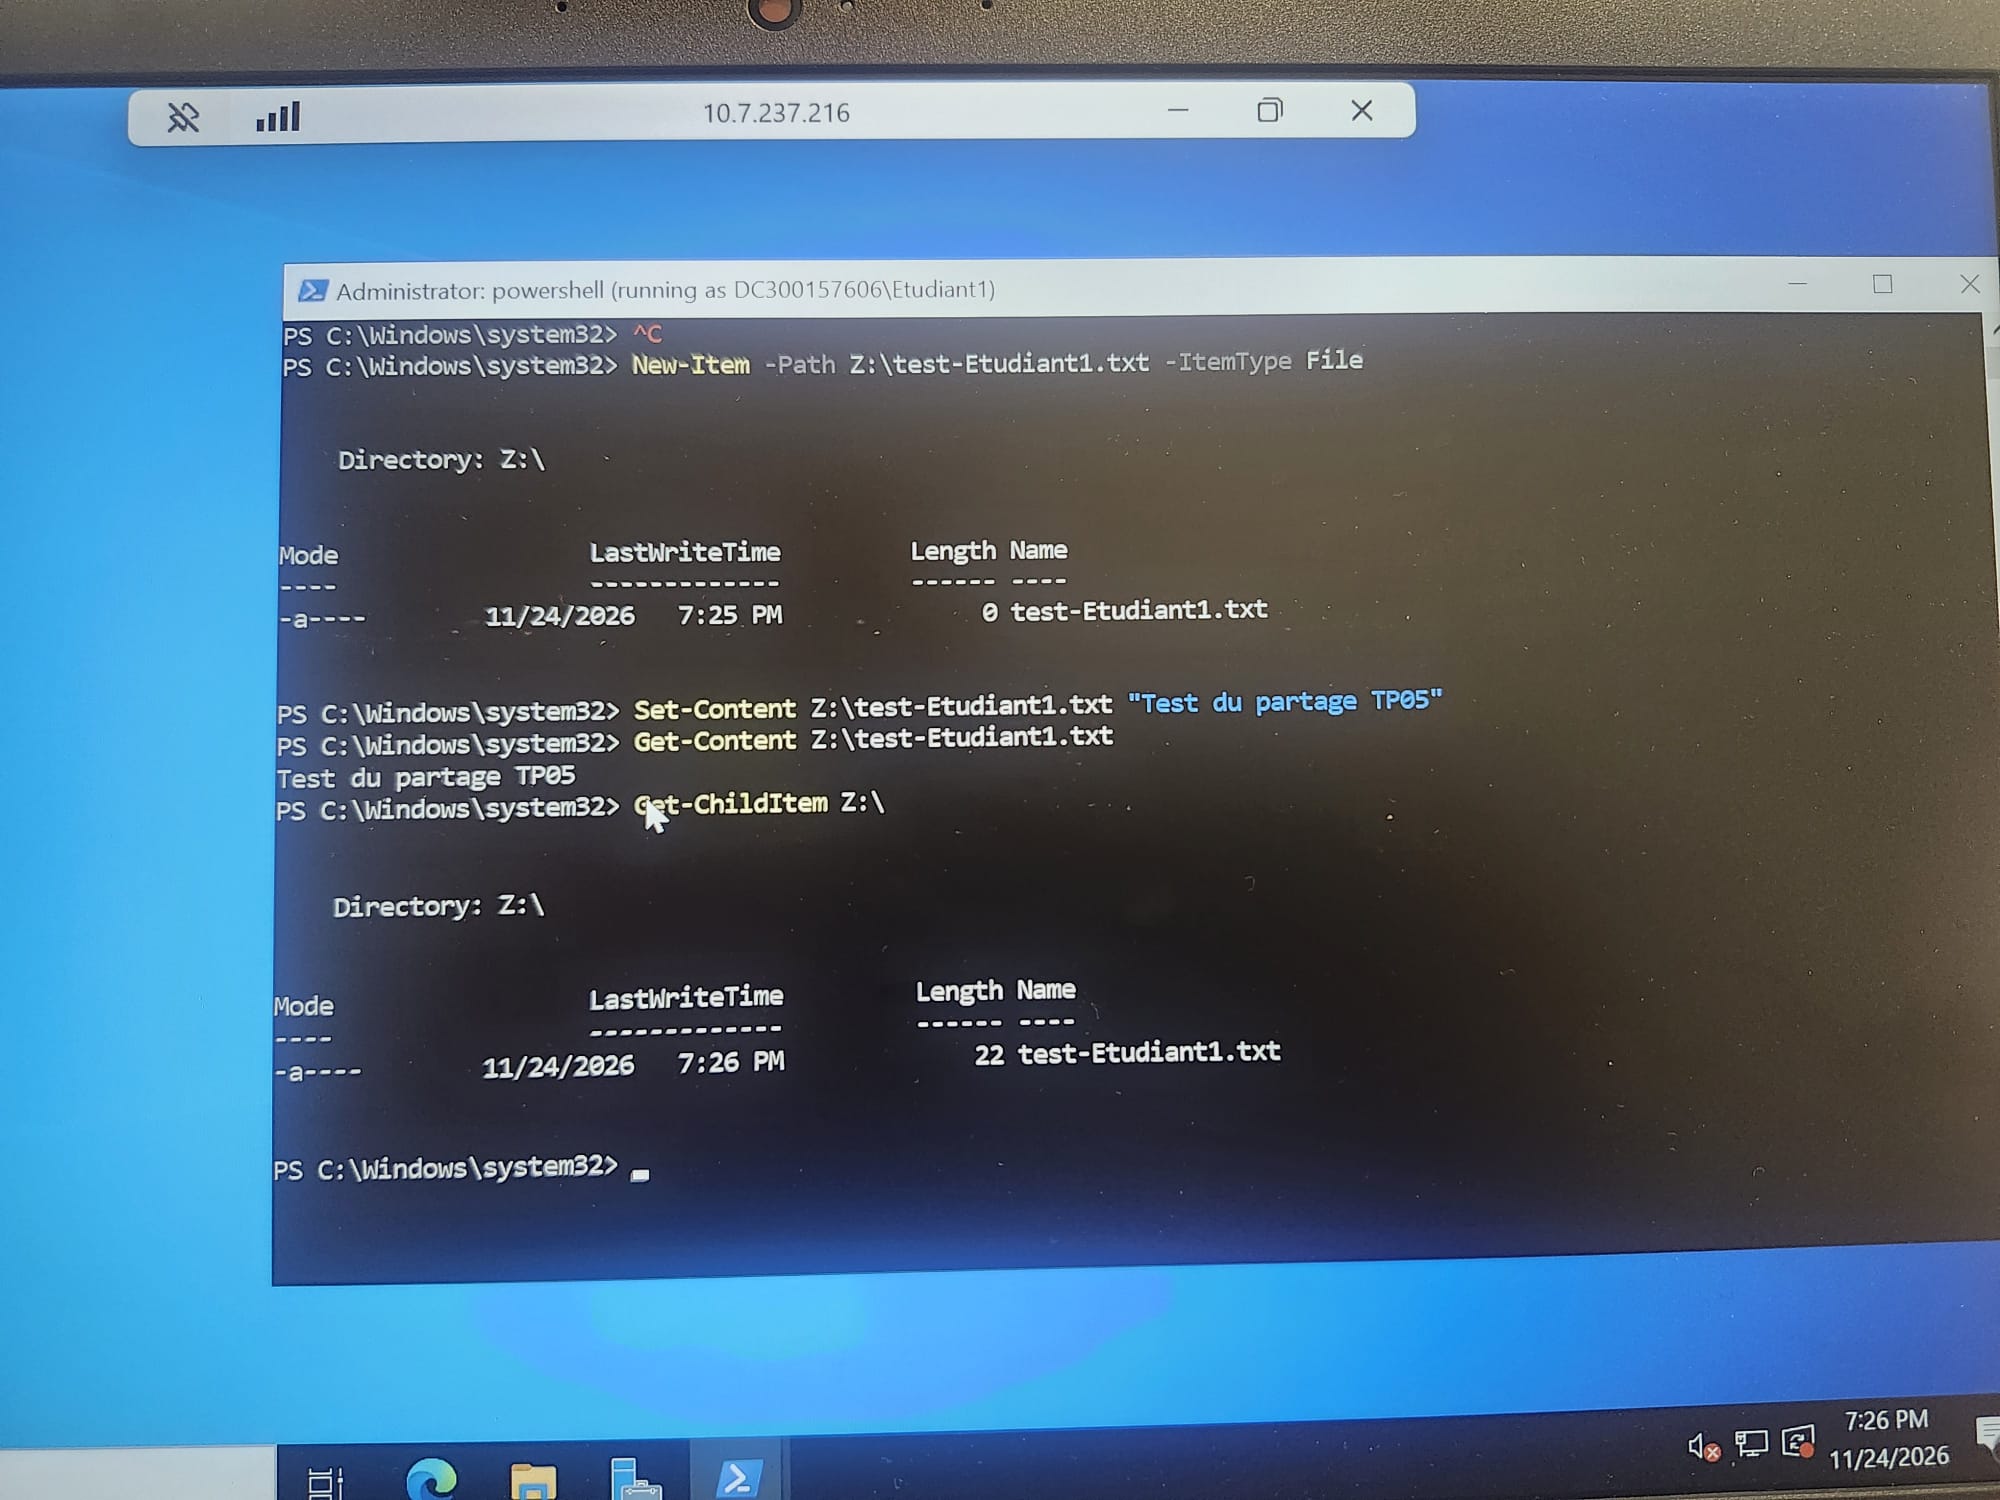 10.7.237.216
Administrator: powershell (running as DC300157606\Etudiant1)
PS C:\Windows\system32> ^C
PS C:\Windows\system32> New-Item -Path Z:\test-Etudiant1.txt -ItemType File
Directory: Z:\
Mode LastWriteTime Length Name
---- ------------- ------ ----
-a---- 11/24/2026 7:25 PM 0 test-Etudiant1.txt
PS C:\Windows\system32> Set-Content Z:\test-Etudiant1.txt "Test du partage TP05"
PS C:\Windows\system32> Get-Content Z:\test-Etudiant1.txt
Test du partage TP05
PS C:\Windows\system32> Get-ChildItem Z:\
Directory: Z:\
Mode LastWriteTime Length Name
---- ------------- ------ ----
-a---- 11/24/2026 7:26 PM 22 test-Etudiant1.txt
PS C:\Windows\system32>
7:26 PM
11/24/2026